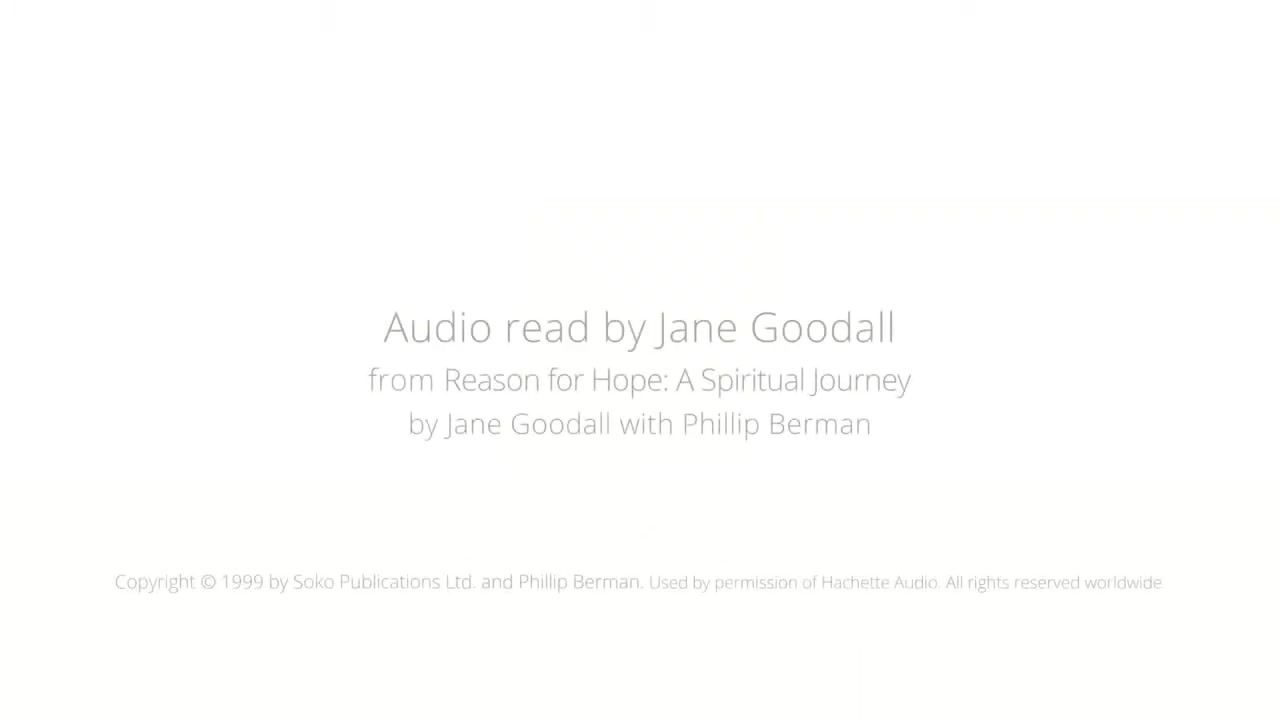 Audio read by Jane Goodall
from Reason for Hope: A Spiritual Journey
by Jane Goodall with Phillip Berman
Copyright © 1999 by Soko Publications Ltd. and Phillip Berman. Used by permission of Hachette Audio. All rights reserved worldwide